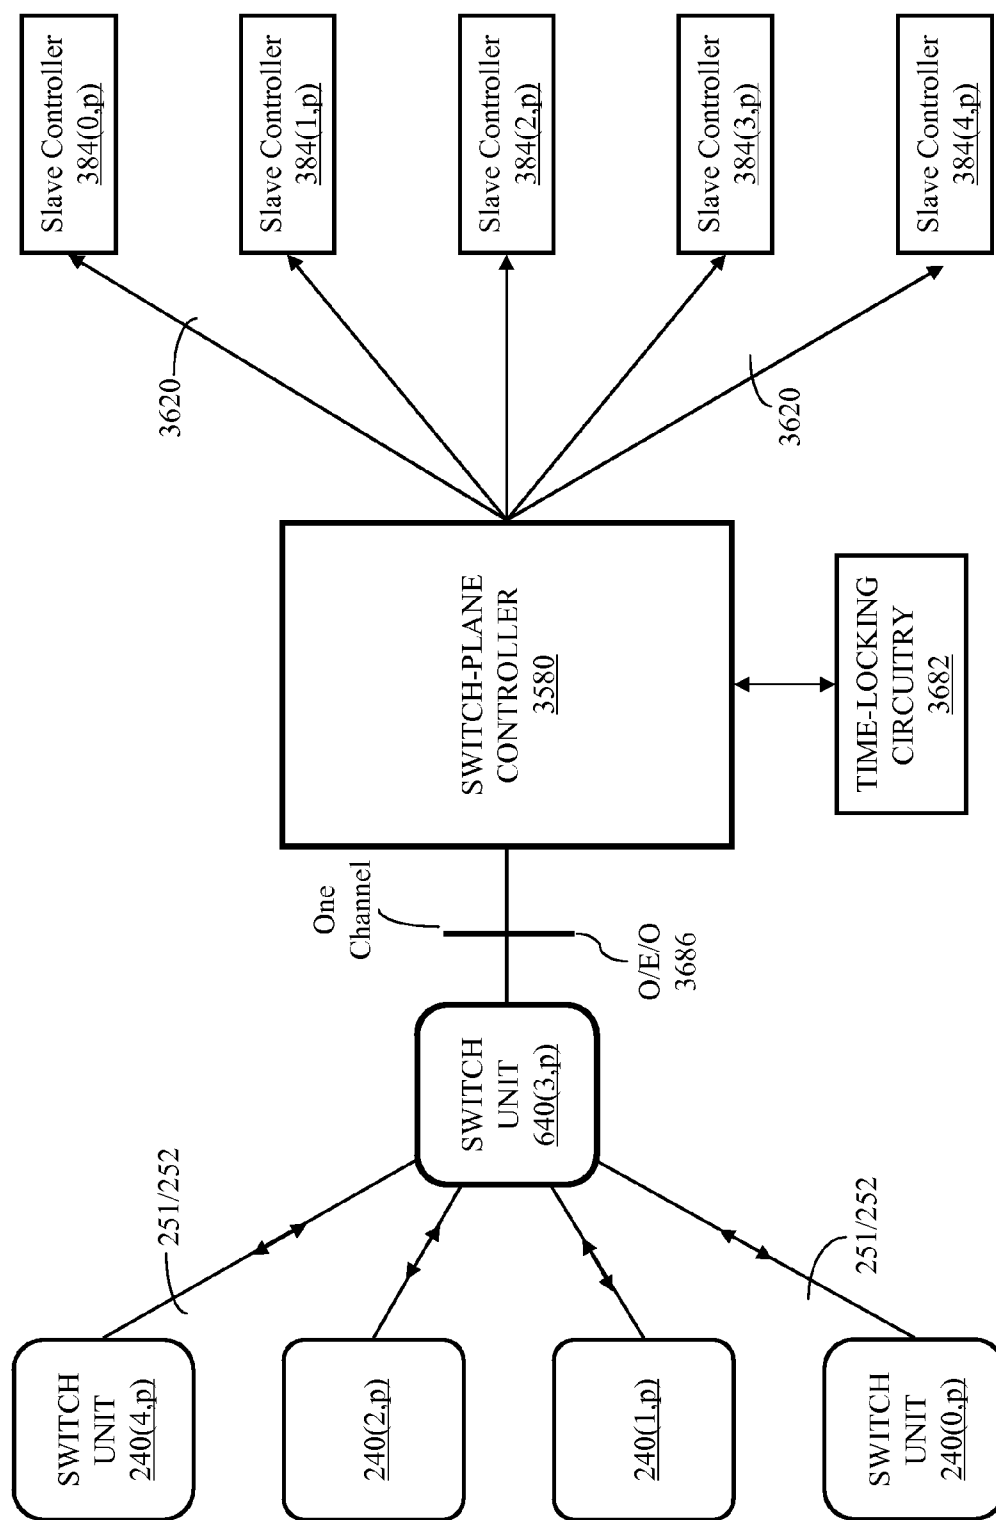 Slave Controller
384(0,p)
Slave Controller
384(1,p)
Slave Controller
384(2,p)
Slave Controller
384(3,p)
Slave Controller
384(4,p)
3620
3620
SWITCH-PLANE
CONTROLLER
3580
TIME-LOCKING
CIRCUITRY
3682
One
Channel
O/E/O
3686
SWITCH
UNIT
640(3,p)
251/252
251/252
SWITCH
UNIT
240(4,p)
240(2,p)
240(1,p)
SWITCH
UNIT
240(0,p)